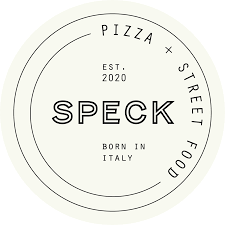 PIZZA + STREET FOOD
EST.
2020
SPECK
BORN IN
ITALY